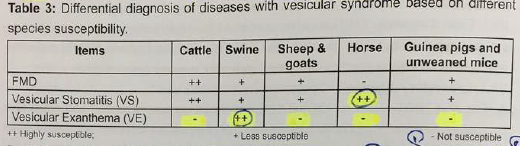 Table 3: Differential diagnosis of diseases with vesicular syndrome based on different
species susceptibility.
Items Cattle Swine Sheep & goats Horse Guinea pigs and unweaned mice
FMD ++ + + - +
Vesicular Stomatitis (VS) ++ + + ++ +
Vesicular Exanthema (VE) - ++ - - -
++ Highly susceptible; + Less susceptible - Not susceptible